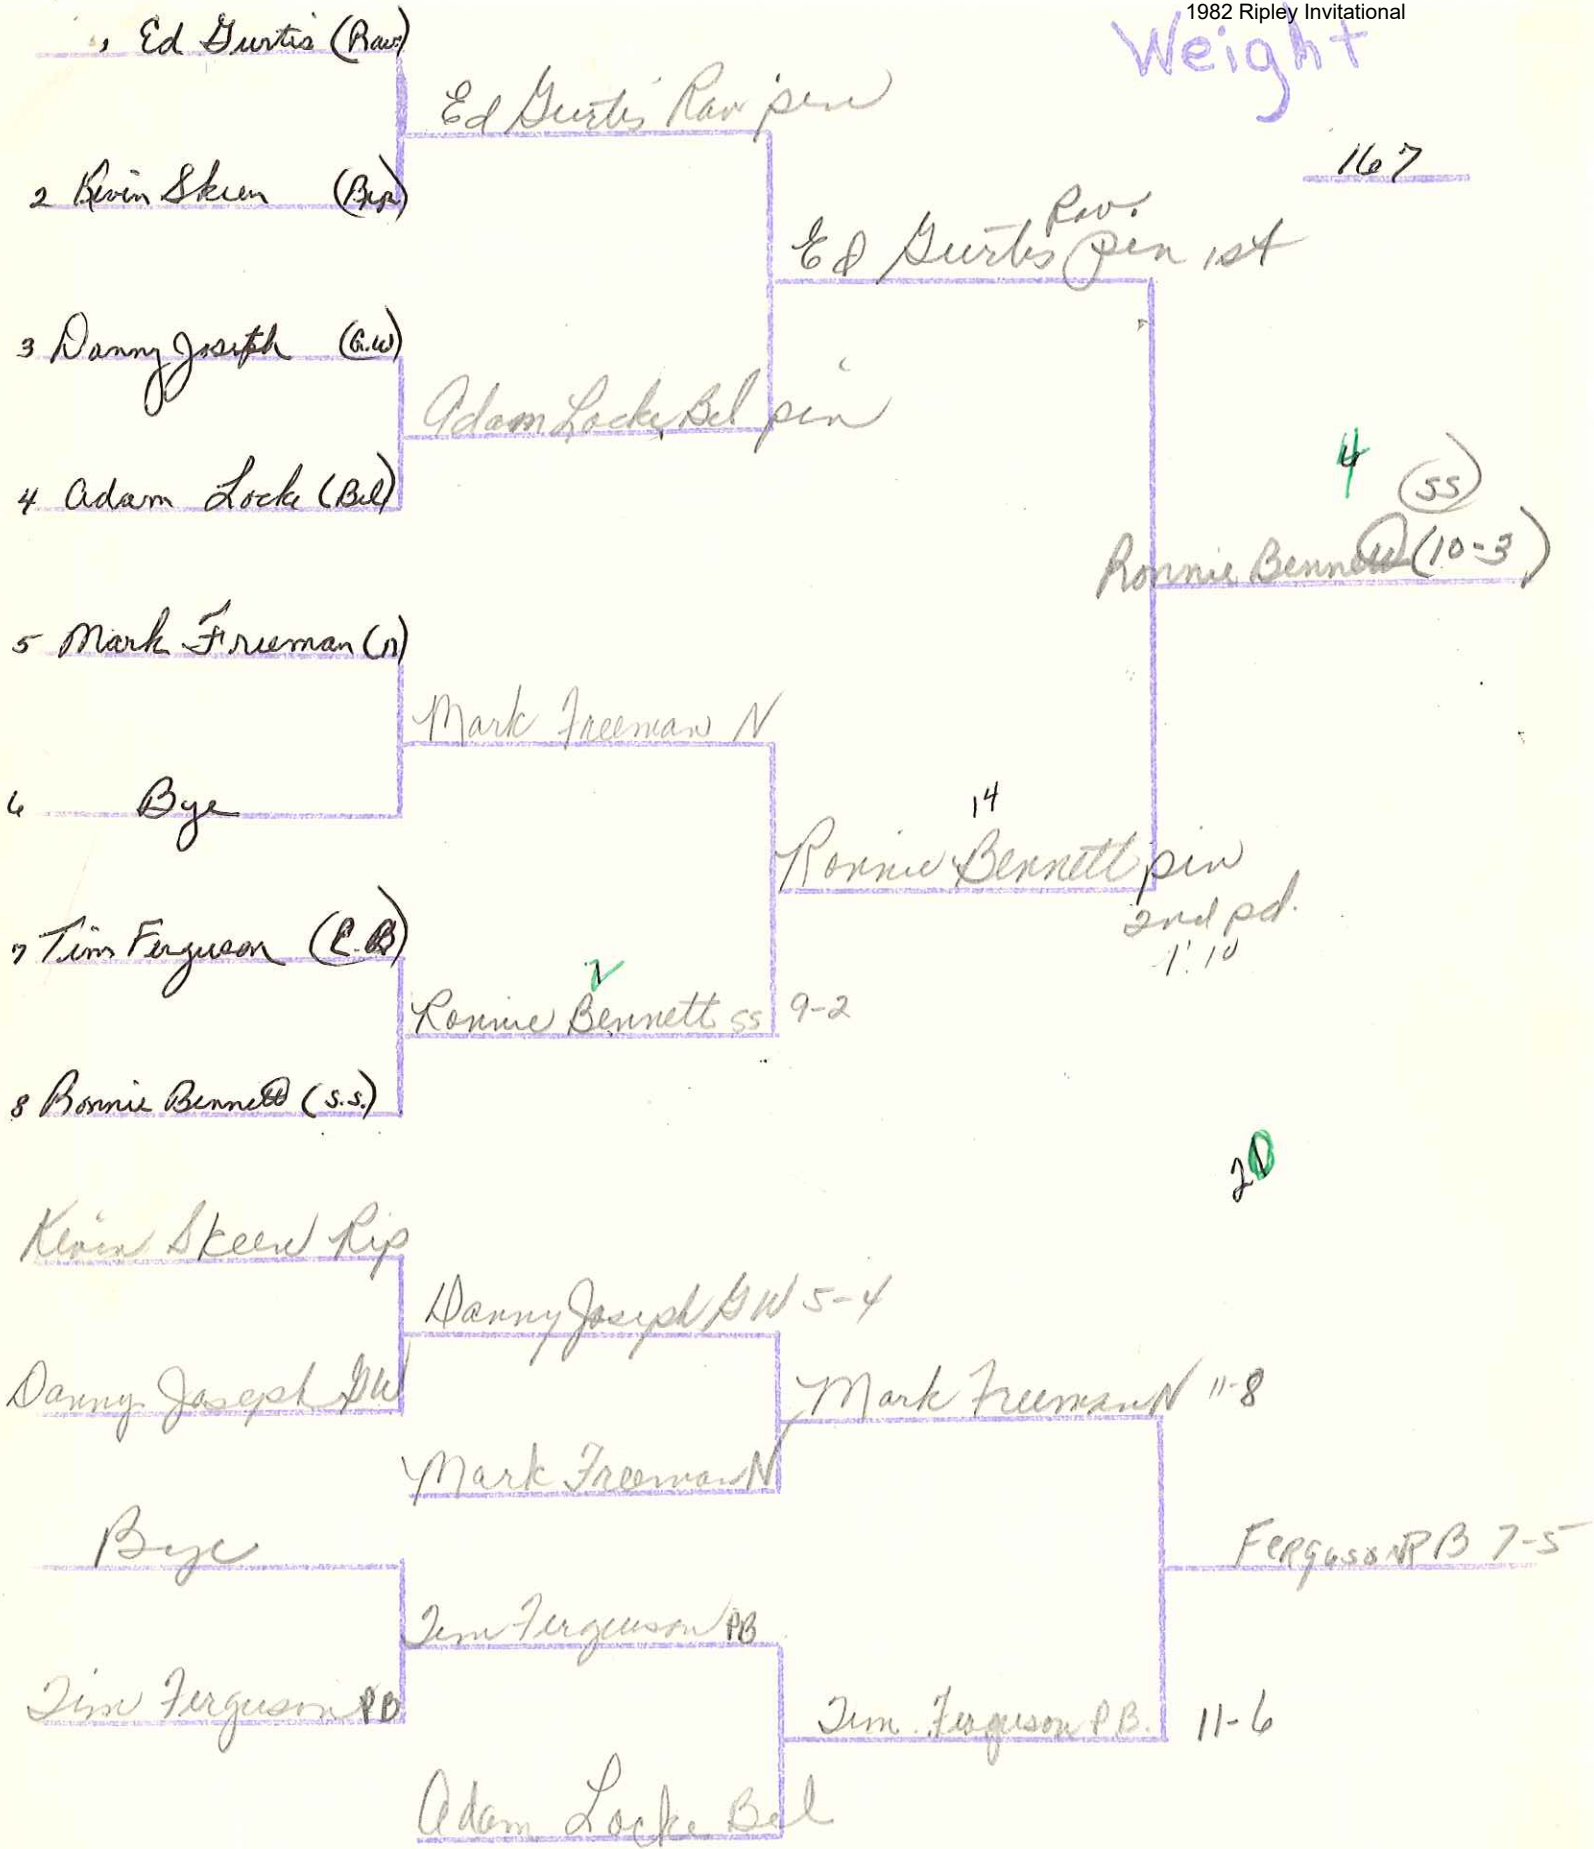 1982 Ripley Invitational
Weight
167
1 Ed Gurtis (Rav)
Ed Gurtis Rav pin
2 Kevin Skeen (Rip)
Rav.
Ed Gurtis pin 1st
3 Danny Joseph (G.W)
Adam Locke Bel pin
4 Adam Locke (Bel)
4
(SS)
Ronnie Bennett (10-3)
5 Mark Freeman (N)
Mark Freeman N
6 Bye
14
Ronnie Bennett pin
2nd pd.
1:10
7 Tim Ferguson (P.B)
2
Ronnie Bennett SS 9-2
8 Ronnie Bennett (S.S.)
20
Kevin Skeen Rip
Danny Joseph GW 5-4
Danny Joseph GW
Mark Freeman N 11-8
Mark Freeman N
Bye
Ferguson PB 7-5
Tim Ferguson PB
Tim Ferguson PB
Tim Ferguson P.B. 11-6
Adam Locke Bel